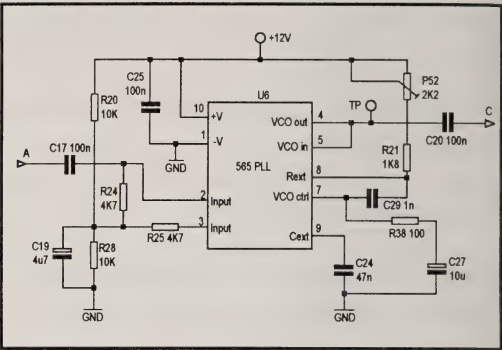 +12V
C25
100n
U6
P52
2K2
R20
10K
10
+V
1
-V
GND
VCO out
4
TP
VCO in
5
C20 100n
C
A
C17 100n
565 PLL
R21
1K8
Rext
8
R24
4K7
2
Input
VCO ctrl
7
C29 1n
3
Input
R25 4K7
R38 100
C19
4u7
R28
10K
Cext
9
C24
47n
C27
10u
GND
GND